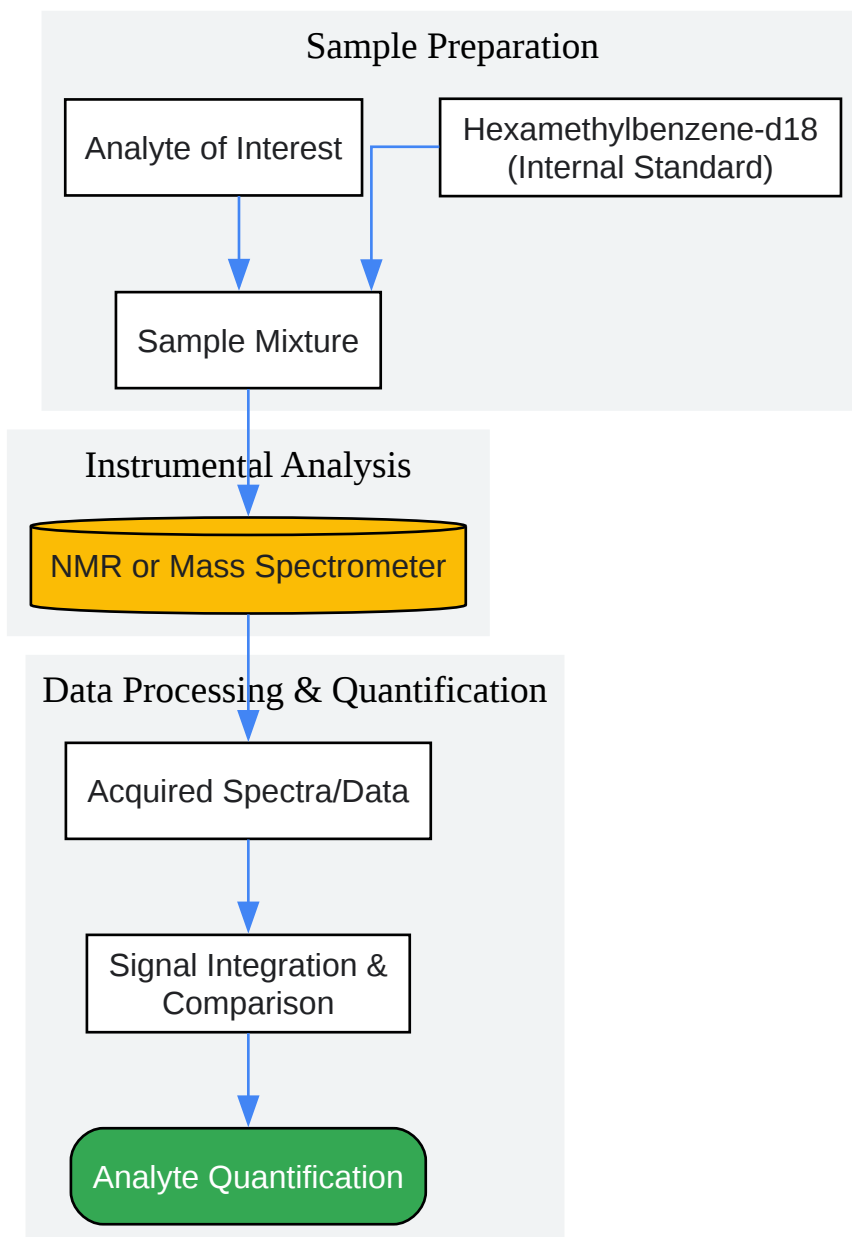 Sample Preparation
Analyte of Interest
Hexamethylbenzene-d18
(Internal Standard)
Sample Mixture
Instrumental Analysis
NMR or Mass Spectrometer
Data Processing & Quantification
Acquired Spectra/Data
Signal Integration &
Comparison
Analyte Quantification